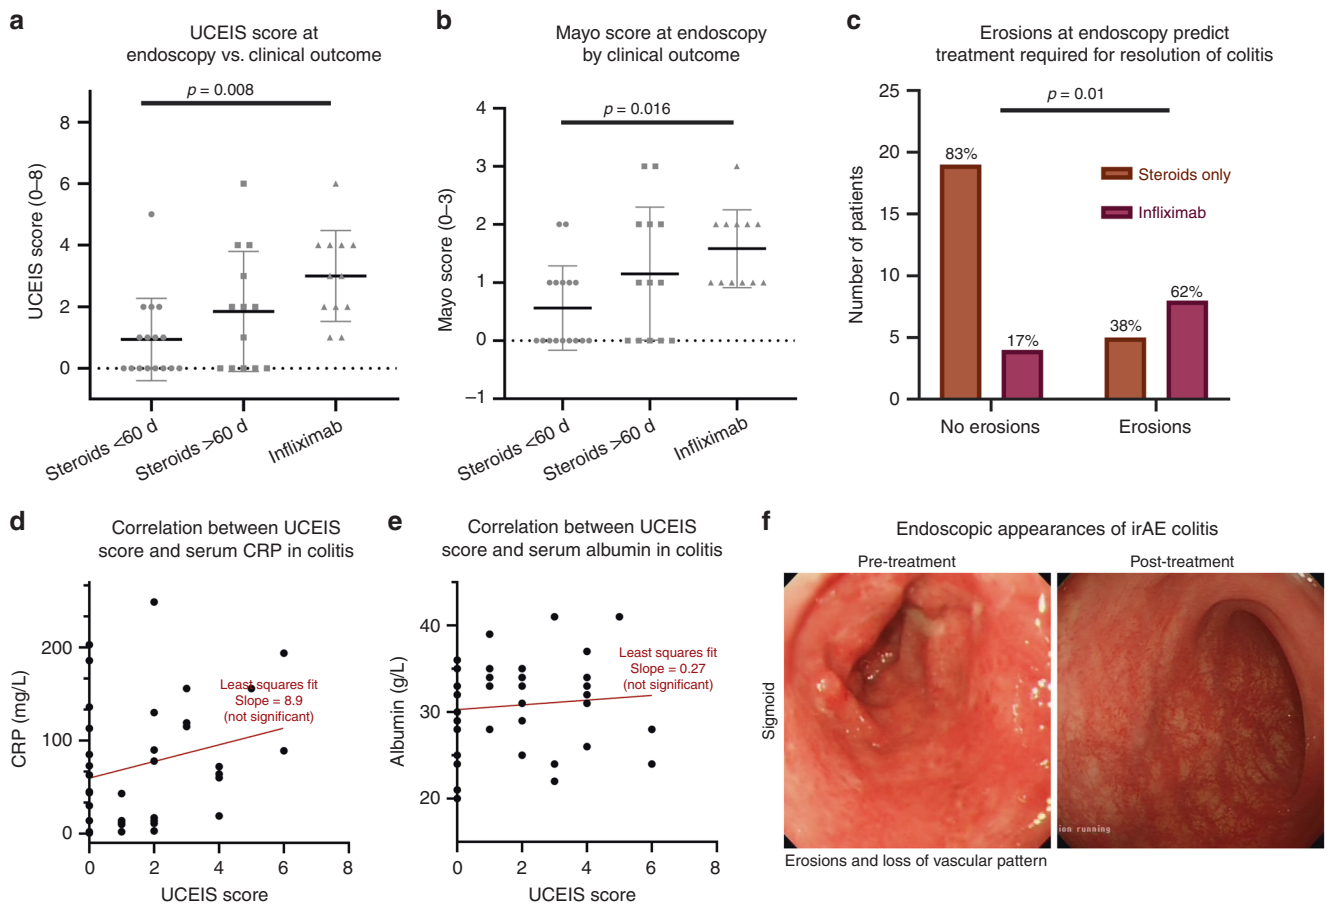 a
UCEIS score at
endoscopy vs. clinical outcome
p = 0.008
UCEIS score (0–8)
8
6
4
2
0
Steroids <60 d
Steroids >60 d
Infliximab
b
Mayo score at endoscopy
by clinical outcome
p = 0.016
Mayo score (0–3)
4
3
2
1
0
–1
Steroids <60 d
Steroids >60 d
Infliximab
c
Erosions at endoscopy predict
treatment required for resolution of colitis
p = 0.01
Number of patients
25
20
15
10
5
0
83%
17%
38%
62%
Steroids only
Infliximab
No erosions
Erosions
d
Correlation between UCEIS
score and serum CRP in colitis
CRP (mg/L)
200
100
0
Least squares fit
Slope = 8.9
(not significant)
0 2 4 6 8
UCEIS score
e
Correlation between UCEIS
score and serum albumin in colitis
Albumin (g/L)
40
30
20
Least squares fit
Slope = 0.27
(not significant)
0 2 4 6 8
UCEIS score
f
Endoscopic appearances of irAE colitis
Pre-treatment
Post-treatment
Sigmoid
running
Erosions and loss of vascular pattern